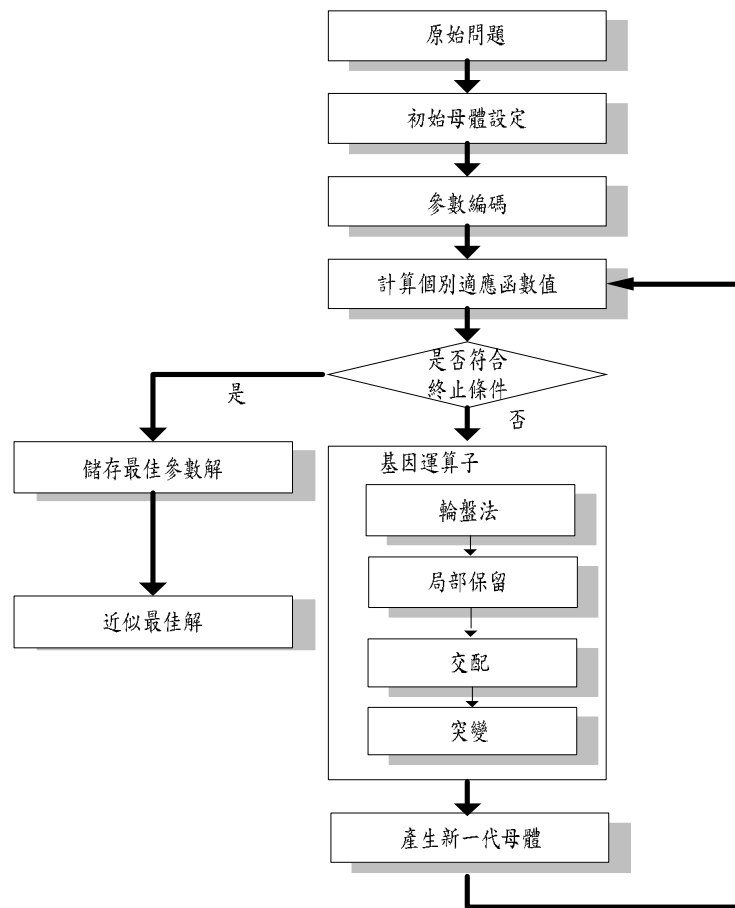 原始問題
初始母體設定
參數編碼
計算個別適應函數值
是否符合
終止條件
是
否
儲存最佳參數解
近似最佳解
基因運算子
輪盤法
局部保留
交配
突變
產生新一代母體